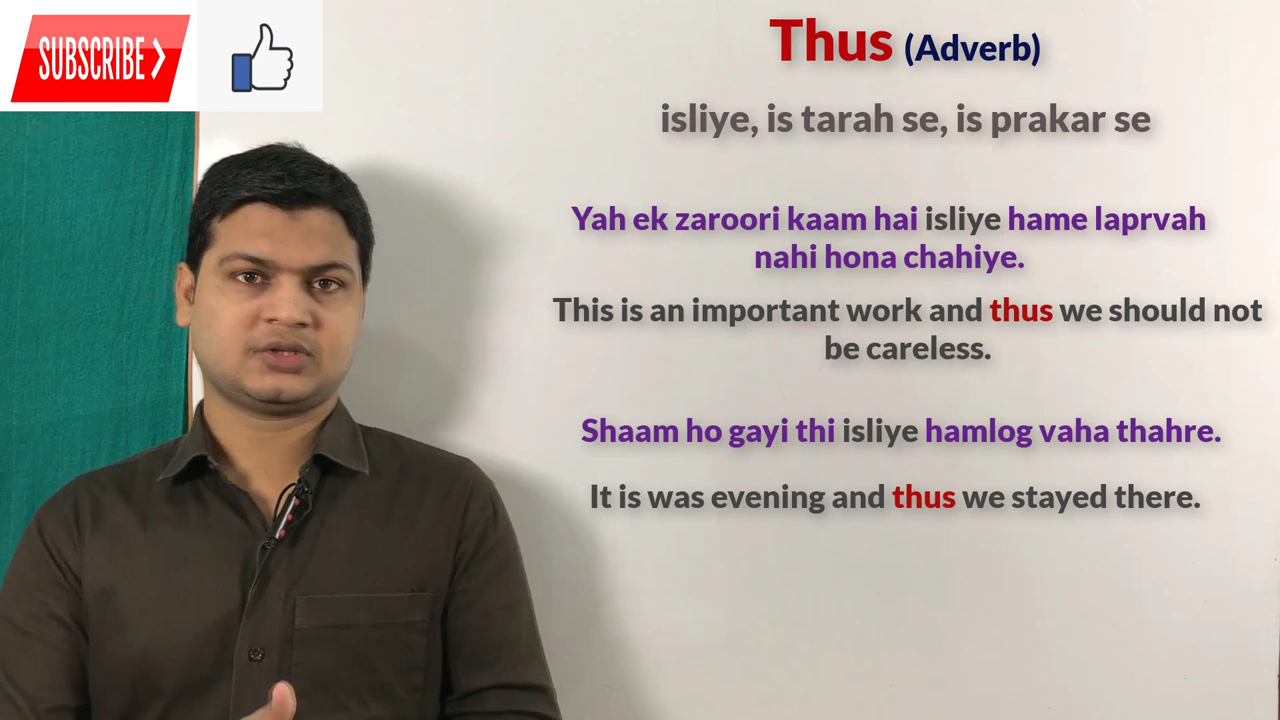 SUBSCRIBE
Thus (Adverb)
isliye, is tarah se, is prakar se
Yah ek zaroori kaam hai isliye hame laprvah
nahi hona chahiye.
This is an important work and thus we should not
be careless.
Shaam ho gayi thi isliye hamlog vaha thahre.
It is was evening and thus we stayed there.